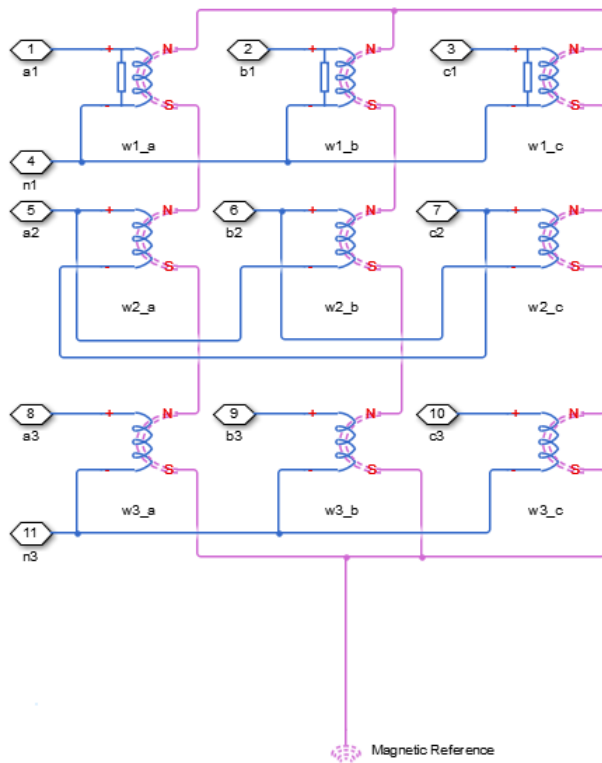 1 + N 2 + N 3 + N
a1 b1 c1
- S - S - S
w1_a w1_b w1_c
4
n1
5 + N 6 + N 7 + N
a2 b2 c2
- S - S - S
w2_a w2_b w2_c
8 + N 9 + N 10 + N
a3 b3 c3
- S - S - S
w3_a w3_b w3_c
11
n3
Magnetic Reference